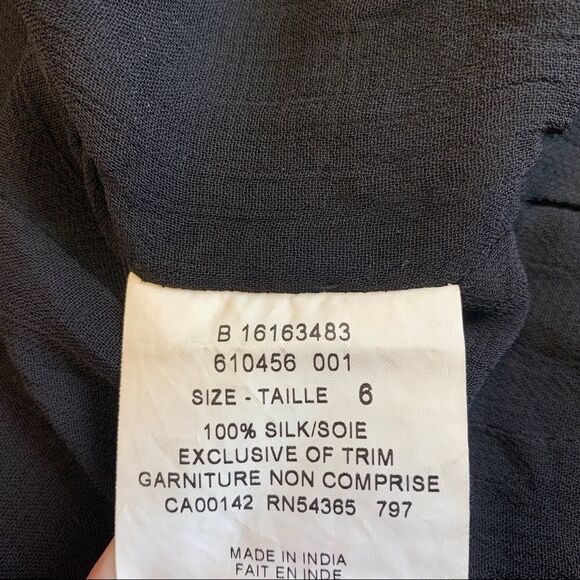 B 16163483
610456 001
SIZE - TAILLE 6
100% SILK/SOIE
EXCLUSIVE OF TRIM
GARNITURE NON COMPRISE
CA00142 RN54365 797
MADE IN INDIA
FAIT EN INDE